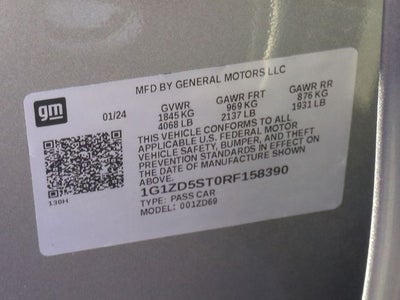 MFD BY GENERAL MOTORS LLC
gm
01/24
GVWR GAWR FRT GAWR RR
1845 KG 969 KG 876 KG
4068 LB 2137 LB 1931 LB
THIS VEHICLE CONFORMS TO ALL
APPLICABLE U.S. FEDERAL MOTOR
VEHICLE SAFETY, BUMPER, AND THEFT
PREVENTION STANDARDS IN EFFECT ON
THE DATE OF MANUFACTURE SHOWN
ABOVE.
1G1ZD5ST0RF158390
TYPE: PASS CAR
MODEL: 001ZD69
130H